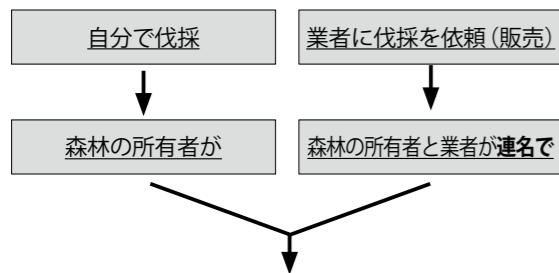 自分で伐採
業者に伐採を依頼（販売）
森林の所有者が
森林の所有者と業者が連名で